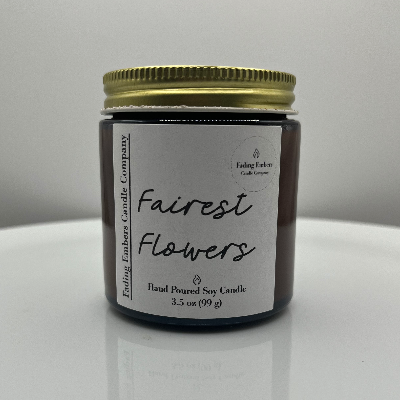 Fading Embers Candle Company
Fading Embers
Candle Company
Fairest
Flowers
Hand Poured Soy Candle
3.5 oz (99 g)